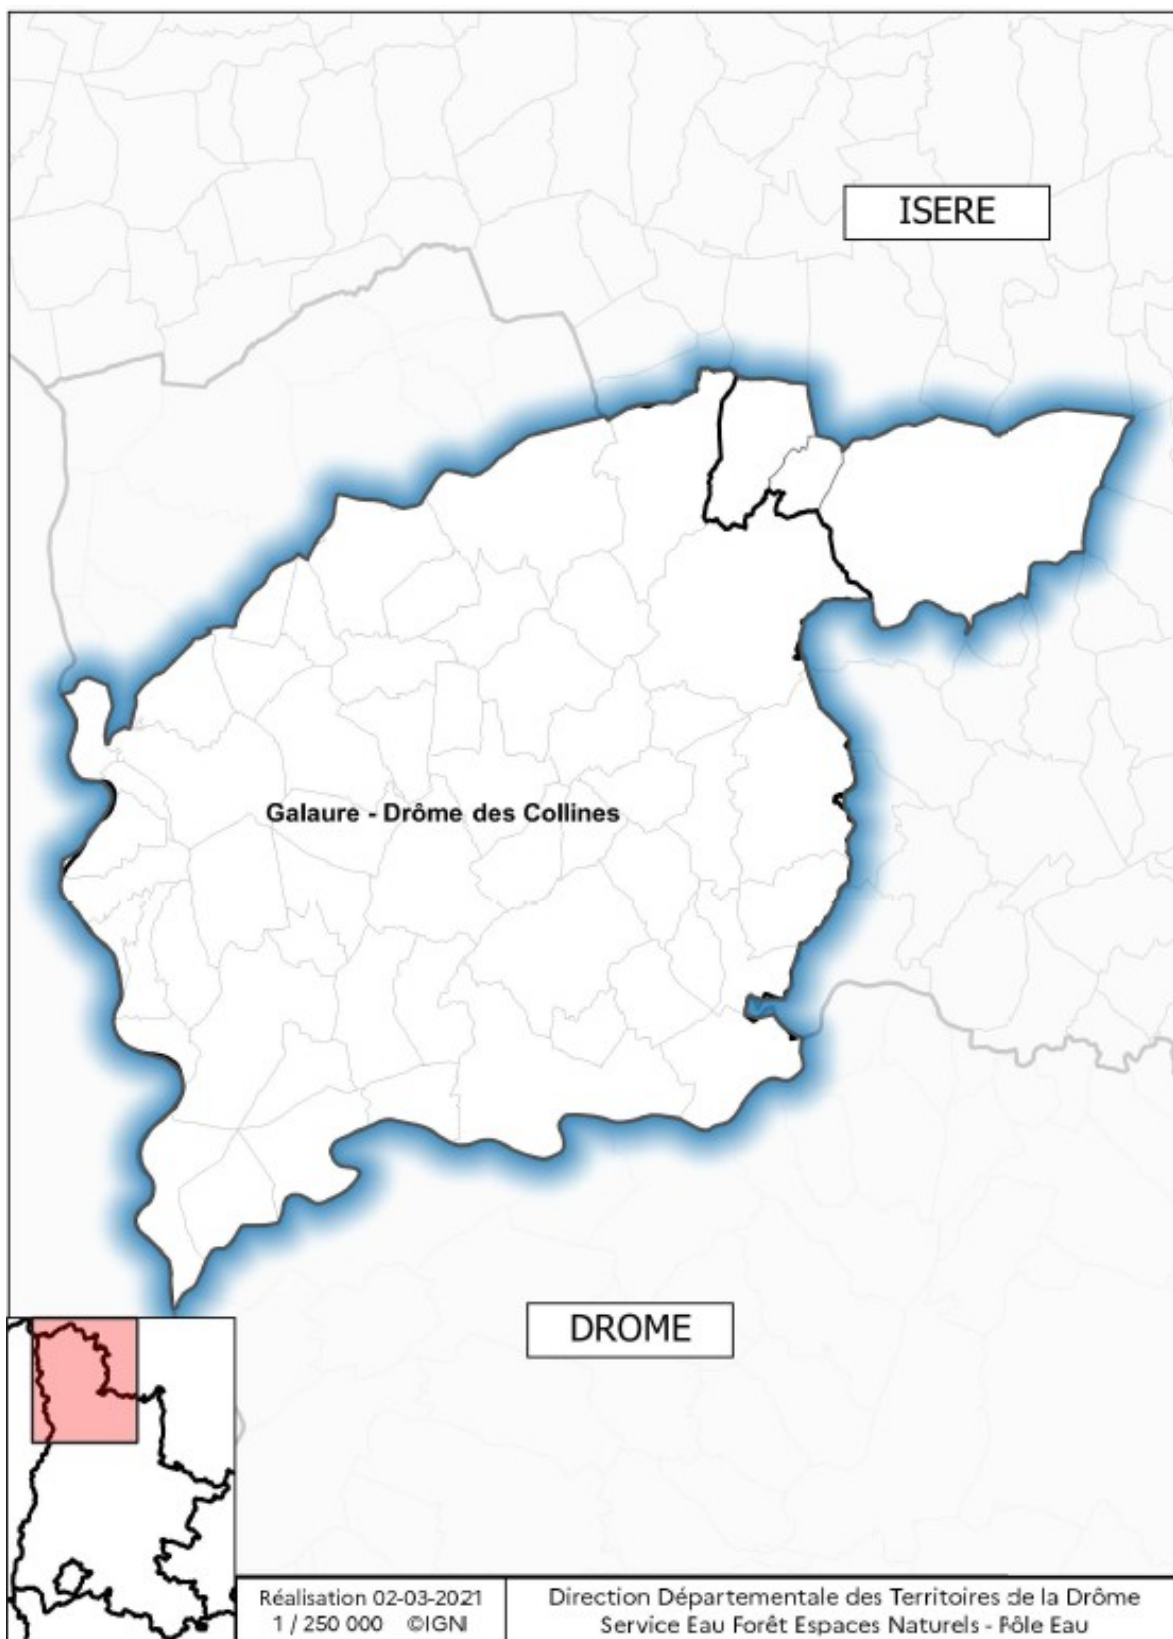 ISERE
Galaure - Drôme des Collines
DROME
Réalisation 02-03-2021
1 / 250 000 ©IGN
Direction Départementale des Territoires de la Drôme
Service Eau Forêt Espaces Naturels - Pôle Eau